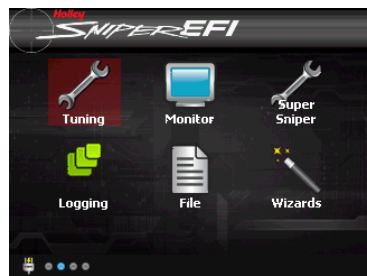 Holley
SNIPER EFI
Tuning
Monitor
Super
Sniper
Logging
File
Wizards